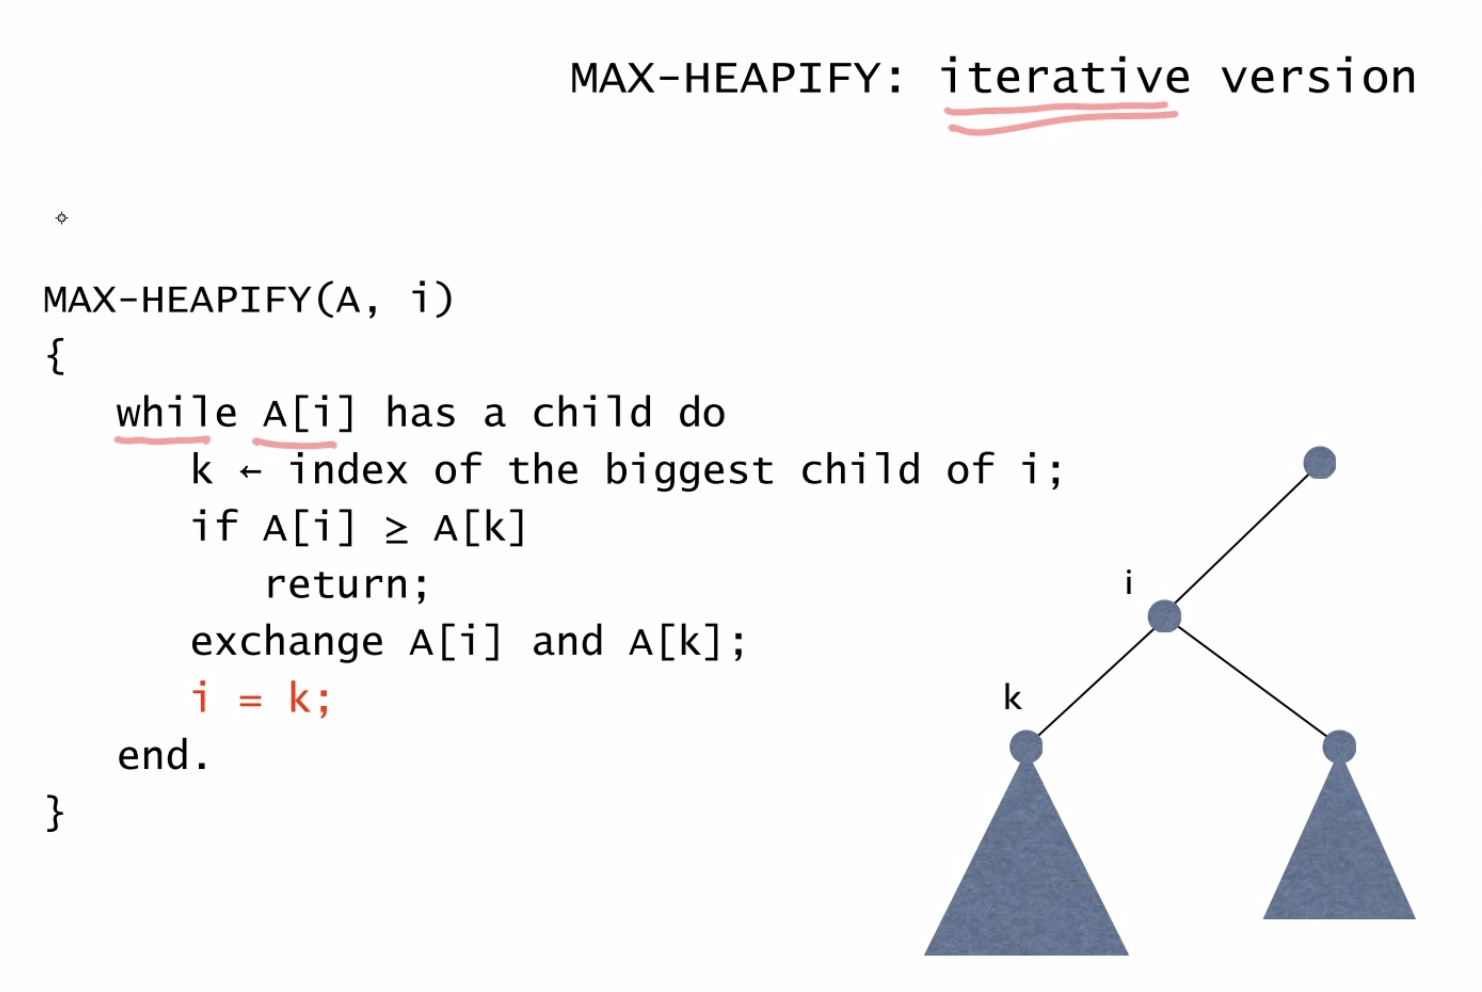 MAX-HEAPIFY: iterative version
MAX-HEAPIFY(A, i)
{
while A[i] has a child do
k ← index of the biggest child of i;
if A[i] ≥ A[k]
return;
exchange A[i] and A[k];
i = k;
end.
}
i
k